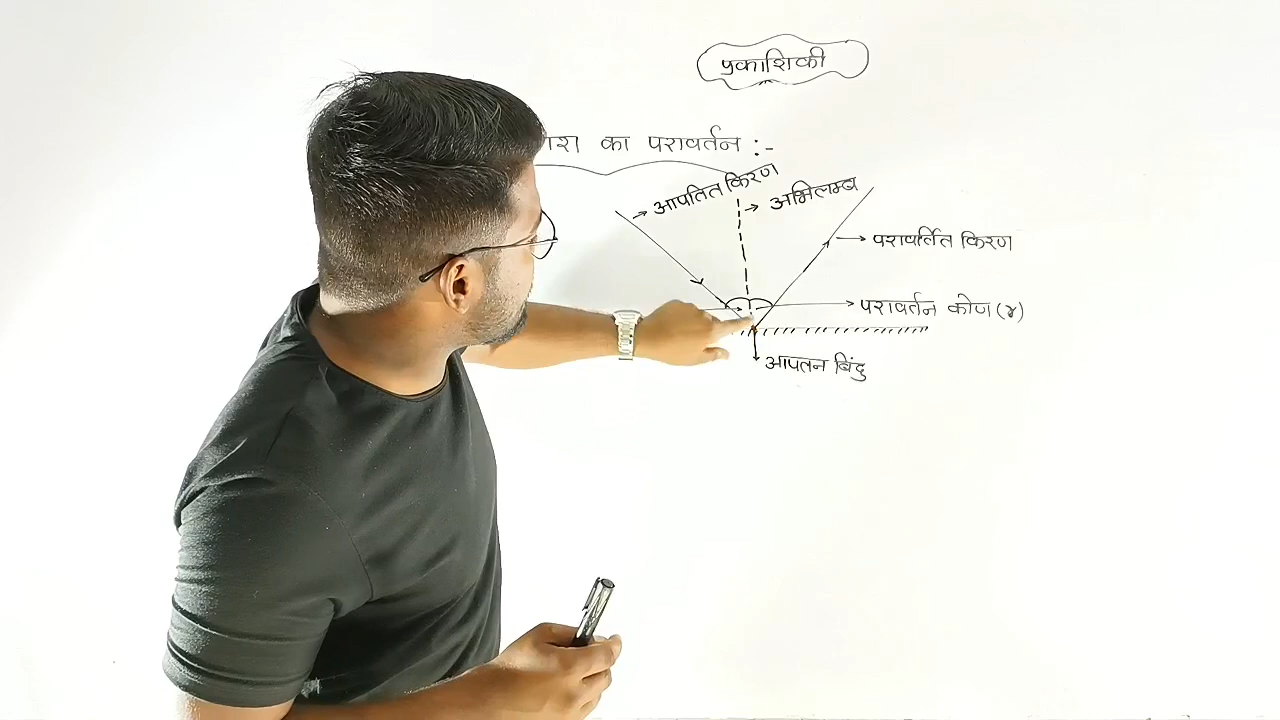 प्रकाशिकी
का परावर्तन :-
आपतित किरण
अभिलम्ब
परावर्तित किरण
परावर्तन कोण (r)
आपतन बिंदु